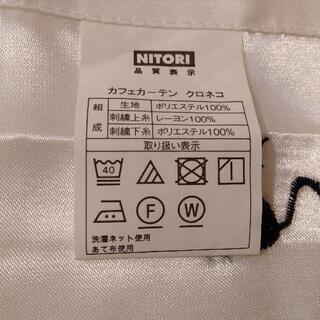 NITORI
品質表示
カフェカーテン クロネコ
組成 生地 ポリエステル100%
刺繍上糸 レーヨン100%
刺繍下糸 ポリエステル100%
取り扱い表示
40
F W
洗濯ネット使用
あて布使用